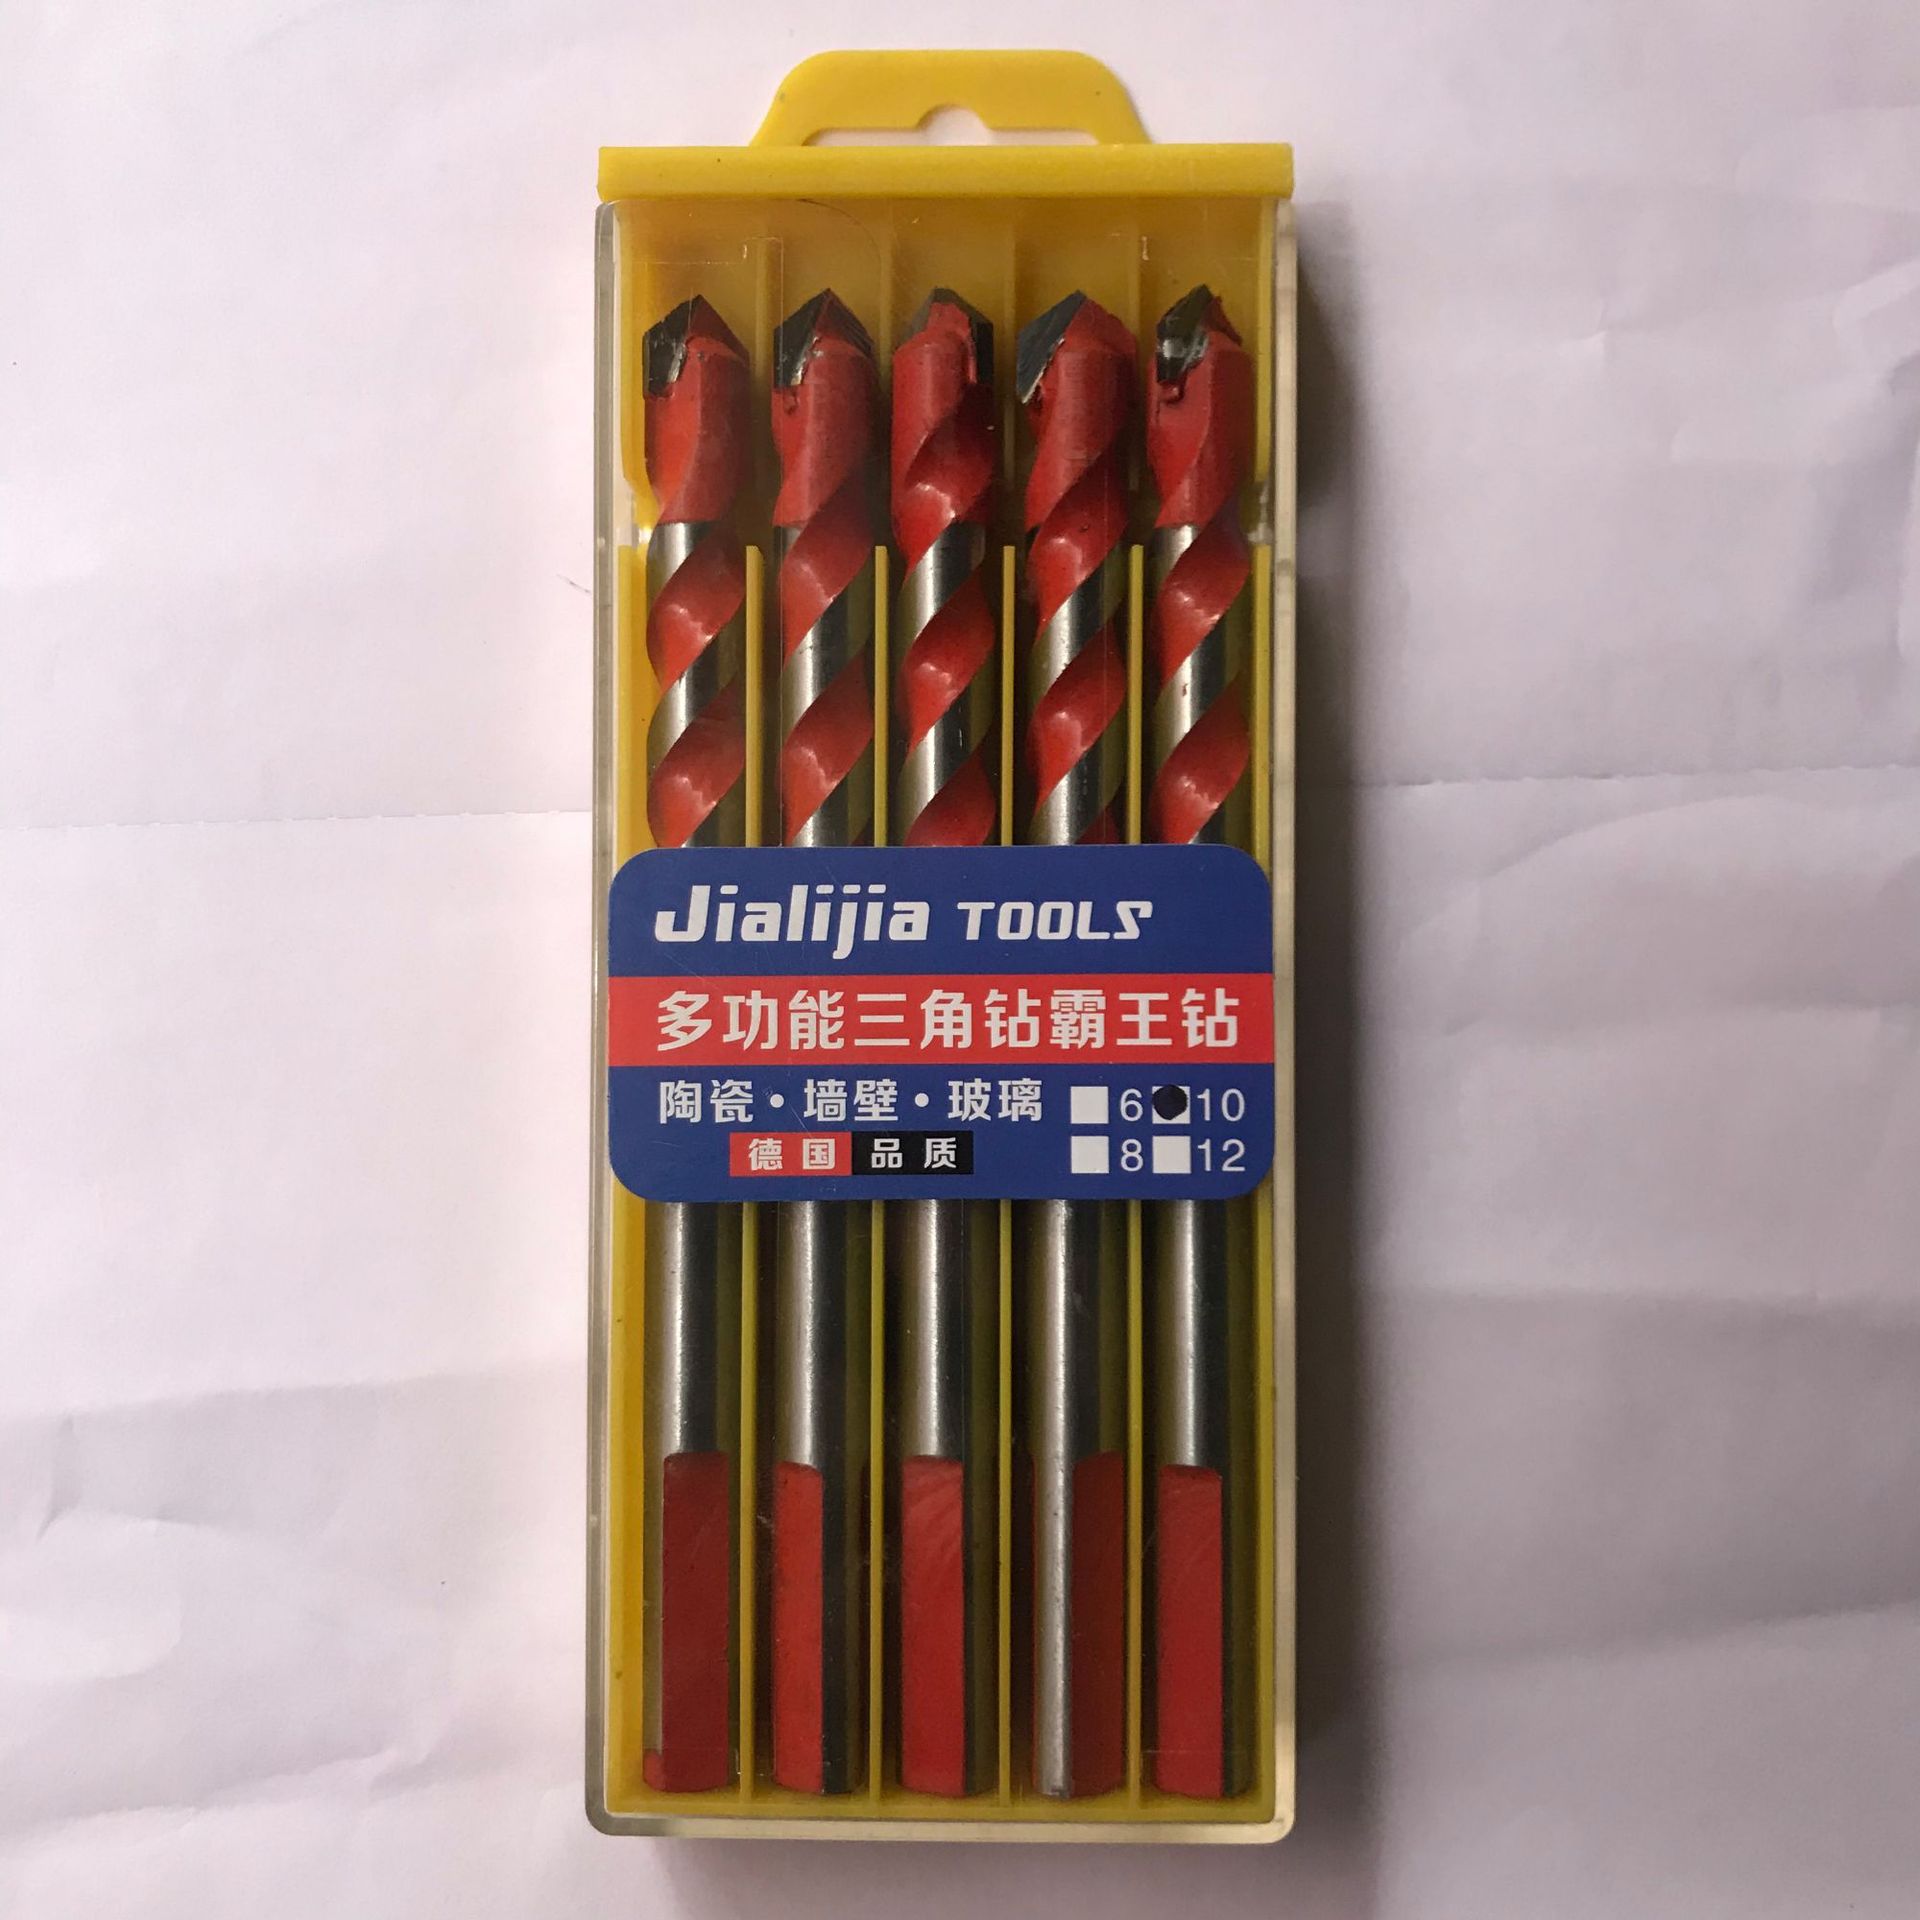 Jialijia TOOLS
多功能三角钻霸王钻
陶瓷·墙壁·玻璃
德国品质
6 10
8 12